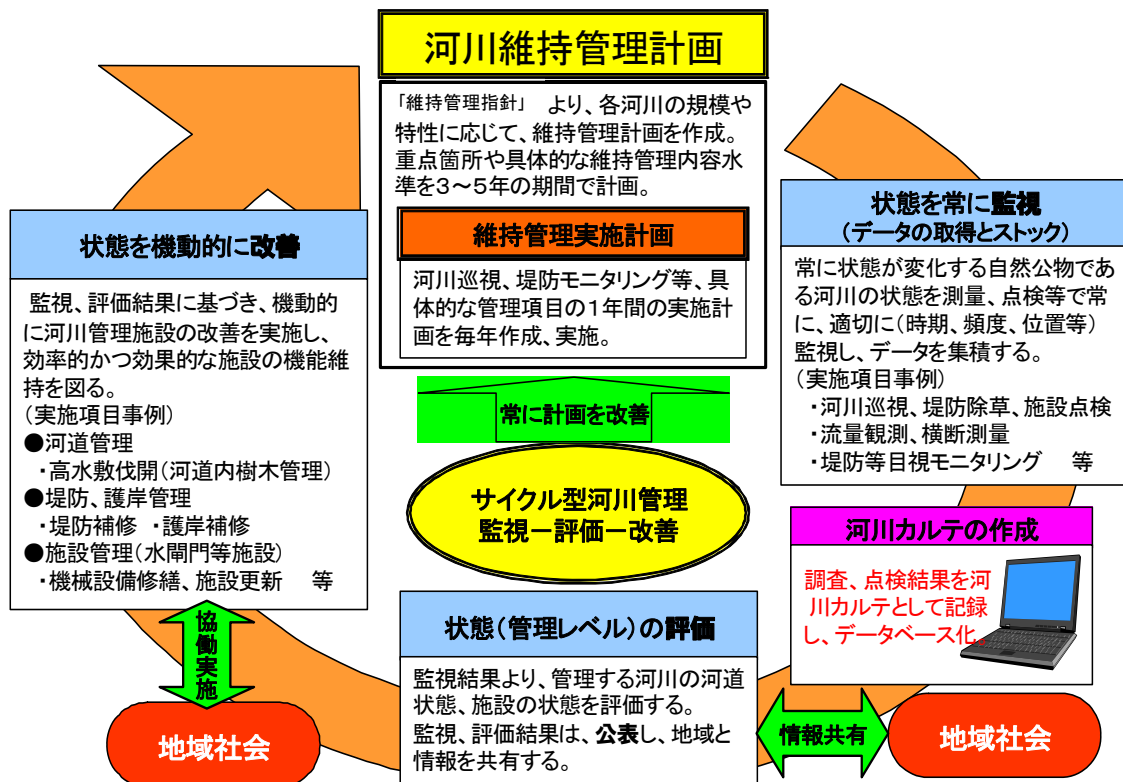 河川維持管理計画
「維持管理指針」 より、各河川の規模や
特性に応じて、維持管理計画を作成。
重点箇所や具体的な維持管理内容水
準を3～5年の期間で計画。
維持管理実施計画
河川巡視、堤防モニタリング等、具
体的な管理項目の1年間の実施計
画を毎年作成、実施。
状態を常に監視
(データの取得とストック)
常に状態が変化する自然公物であ
る河川の状態を測量、点検等で常
に、適切に(時期、頻度、位置等)
監視し、データを集積する。
(実施項目事例)
・河川巡視、堤防除草、施設点検
・流量観測、横断測量
・堤防等目視モニタリング 等
河川カルテの作成
調査、点検結果を河
川カルテとして記録
し、データベース化。
状態(管理レベル)の評価
監視結果より、管理する河川の河道
状態、施設の状態を評価する。
監視、評価結果は、公表し、地域と
情報を共有する。
情報共有
地域社会
状態を機動的に改善
監視、評価結果に基づき、機動的
に河川管理施設の改善を実施し、
効率的かつ効果的な施設の機能維
持を図る。
(実施項目事例)
●河道管理
・高水敷伐開(河道内樹木管理)
●堤防、護岸管理
・堤防補修 ・護岸補修
●施設管理(水閘門等施設)
・機械設備修繕、施設更新 等
協働実施
地域社会
常に計画を改善
サイクル型河川管理
監視－評価－改善